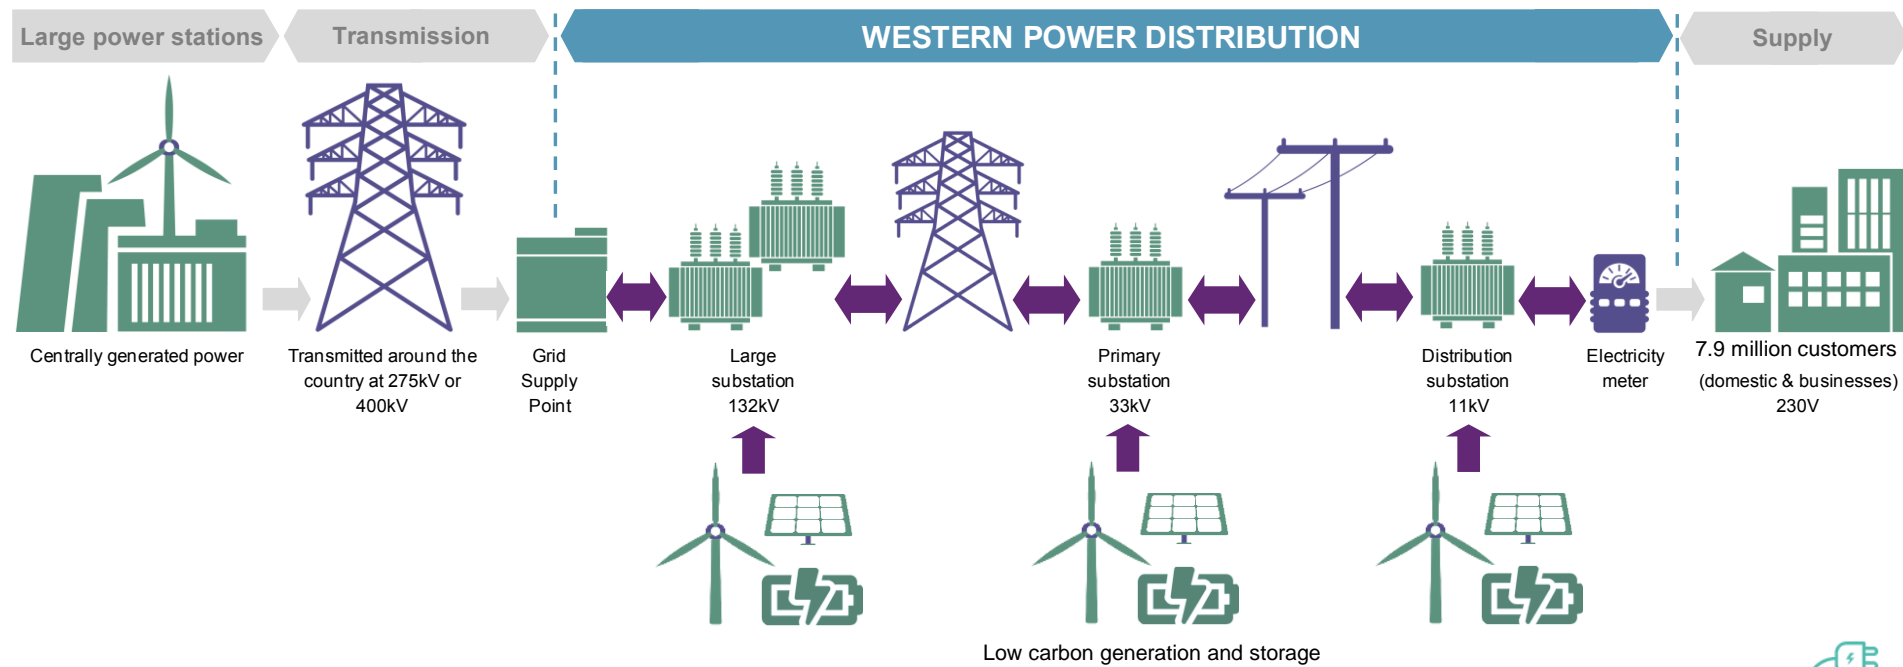 Large power stations
Transmission
WESTERN POWER DISTRIBUTION
Supply
Centrally generated power
Transmitted around the
country at 275kV or
400kV
Grid
Supply
Point
Large
substation
132kV
Primary
substation
33kV
Distribution
substation
11kV
Electricity
meter
7.9 million customers
(domestic & businesses)
230V
Low carbon generation and storage